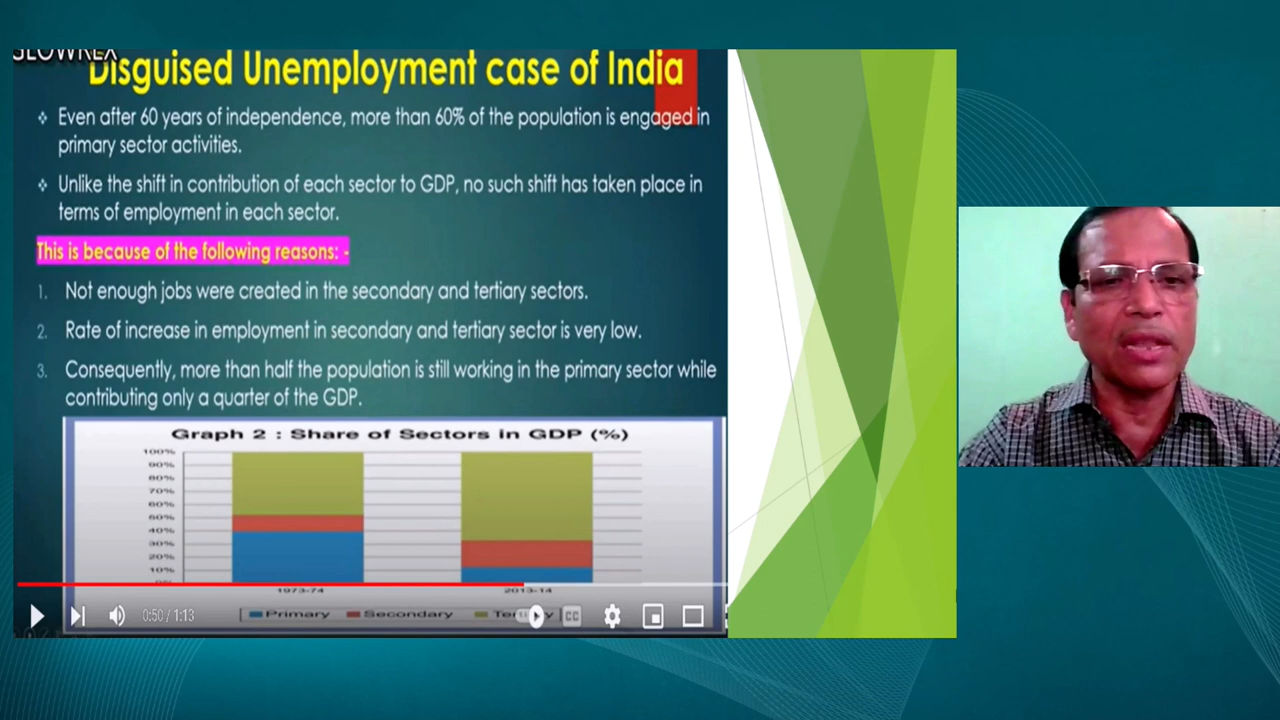 GLOWREX
Disguised Unemployment case of India
❖ Even after 60 years of independence, more than 60% of the population is engaged in
primary sector activities.
❖ Unlike the shift in contribution of each sector to GDP, no such shift has taken place in
terms of employment in each sector.
This is because of the following reasons: -
1. Not enough jobs were created in the secondary and tertiary sectors.
2. Rate of increase in employment in secondary and tertiary sector is very low.
3. Consequently, more than half the population is still working in the primary sector while
contributing only a quarter of the GDP.
Graph 2 : Share of Sectors in GDP (%)
100%
90%
80%
70%
60%
50%
40%
30%
20%
10%
0%
1973-74 2013-14
Primary Secondary
0:50 / 1:13
CC